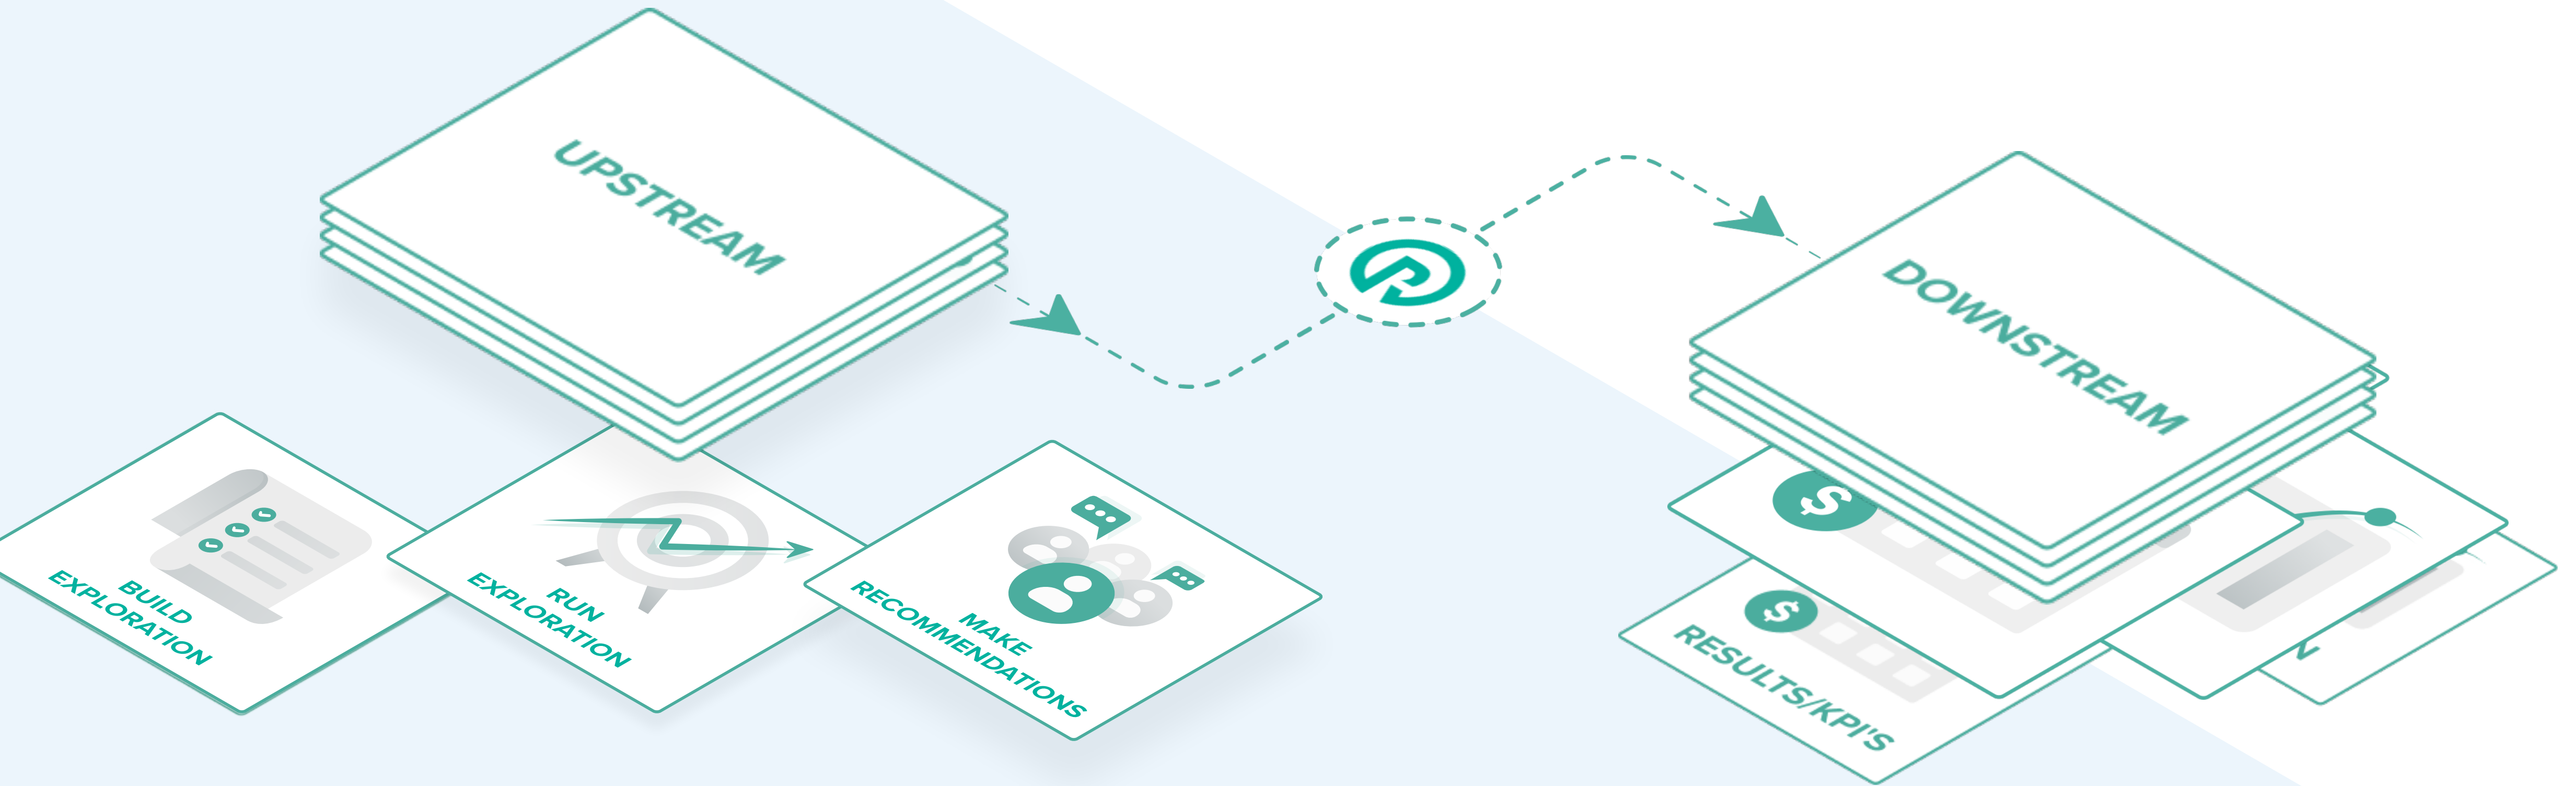 UPSTREAM
BUILD
EXPLORATION
RUN
EXPLORATION
MAKE
RECOMMENDATIONS
DOWNSTREAM
$
$
RESULTS/KPI'S